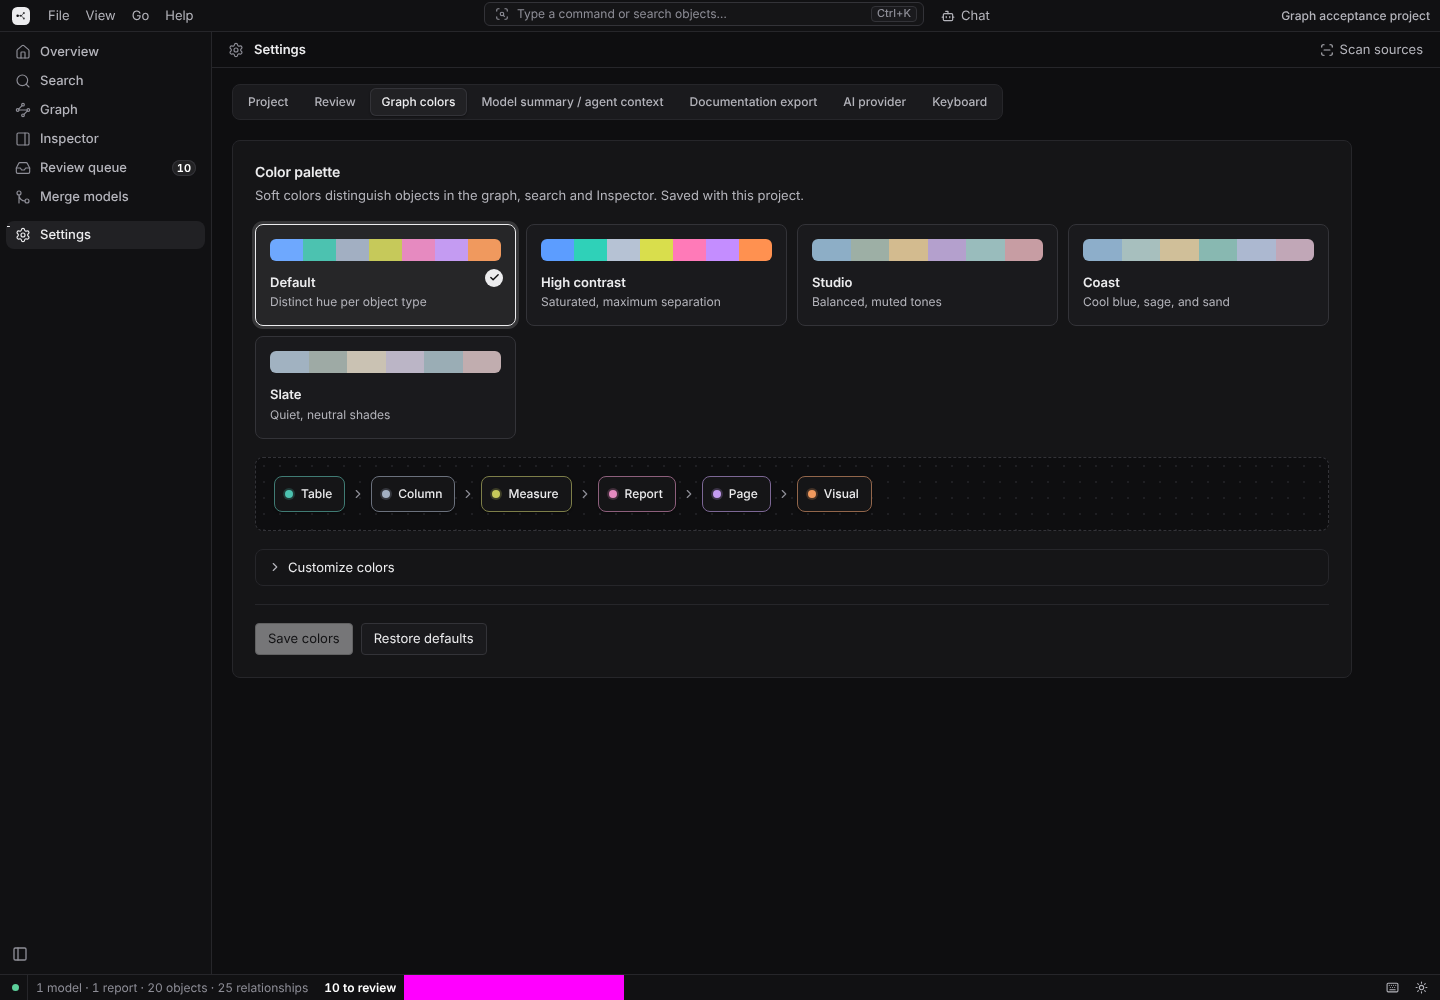 File View Go Help
Type a command or search objects... Ctrl+K
Chat
Graph acceptance project
Overview
Search
Graph
Inspector
Review queue 10
Merge models
Settings
Settings
Scan sources
Project Review Graph colors Model summary / agent context Documentation export AI provider Keyboard
Color palette
Soft colors distinguish objects in the graph, search and Inspector. Saved with this project.
Default
Distinct hue per object type
High contrast
Saturated, maximum separation
Studio
Balanced, muted tones
Coast
Cool blue, sage, and sand
Slate
Quiet, neutral shades
Table Column Measure Report Page Visual
Customize colors
Save colors Restore defaults
1 model · 1 report · 20 objects · 25 relationships 10 to review